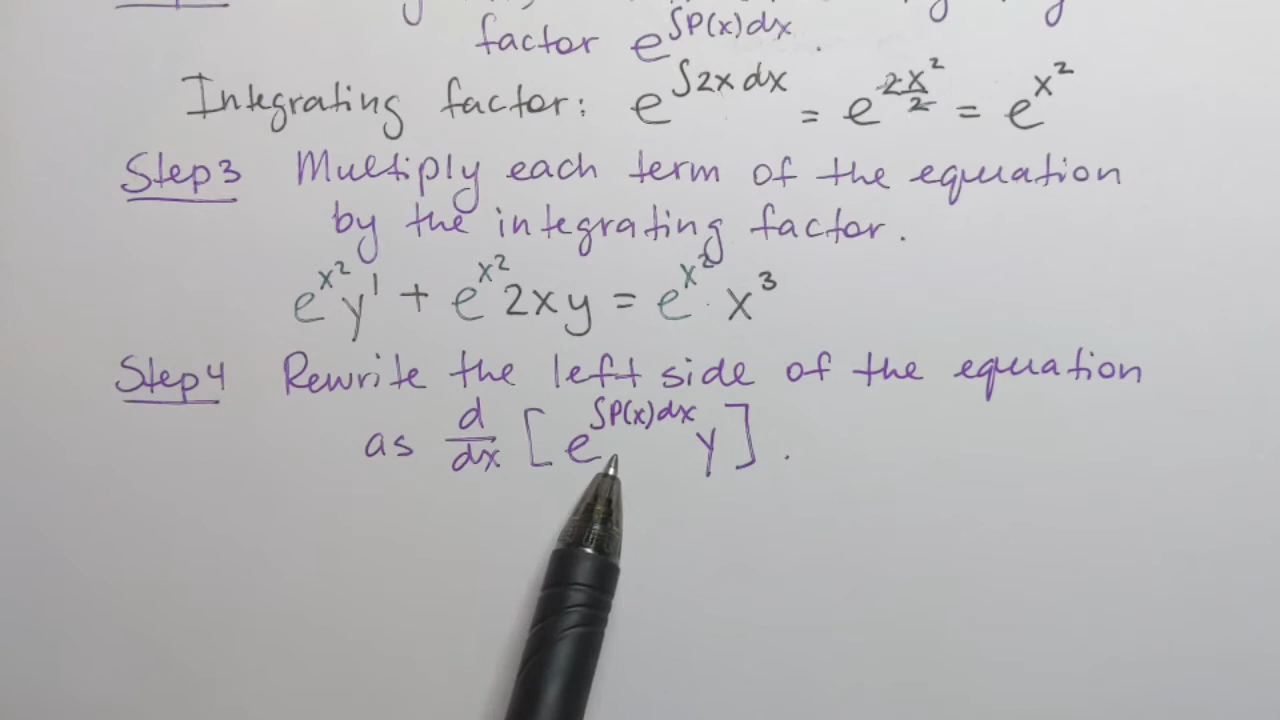 factor e^∫P(x)dx.
Integrating factor: e^∫2x dx = e^2x²/2 = e^x²
Step 3 Multiply each term of the equation
by the integrating factor.
e^x² y' + e^x² 2xy = e^x² · x³
Step 4 Rewrite the left side of the equation
as d/dx [e^∫P(x)dx y].